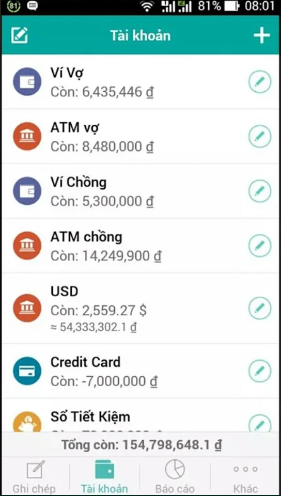 81
81%
08:01
Tài khoản
Ví Vợ
Còn: 6,435,446 ₫
ATM vợ
Còn: 8,480,000 ₫
Ví Chồng
Còn: 5,300,000 ₫
ATM chồng
Còn: 14,249,900 ₫
USD
Còn: 2,559.27 $
≈ 54,333,302.1 ₫
Credit Card
Còn: -7,000,000 ₫
Sổ Tiết Kiệm
Tổng còn: 154,798,648.1 ₫
Ghi chép
Tài khoản
Báo cáo
Khác